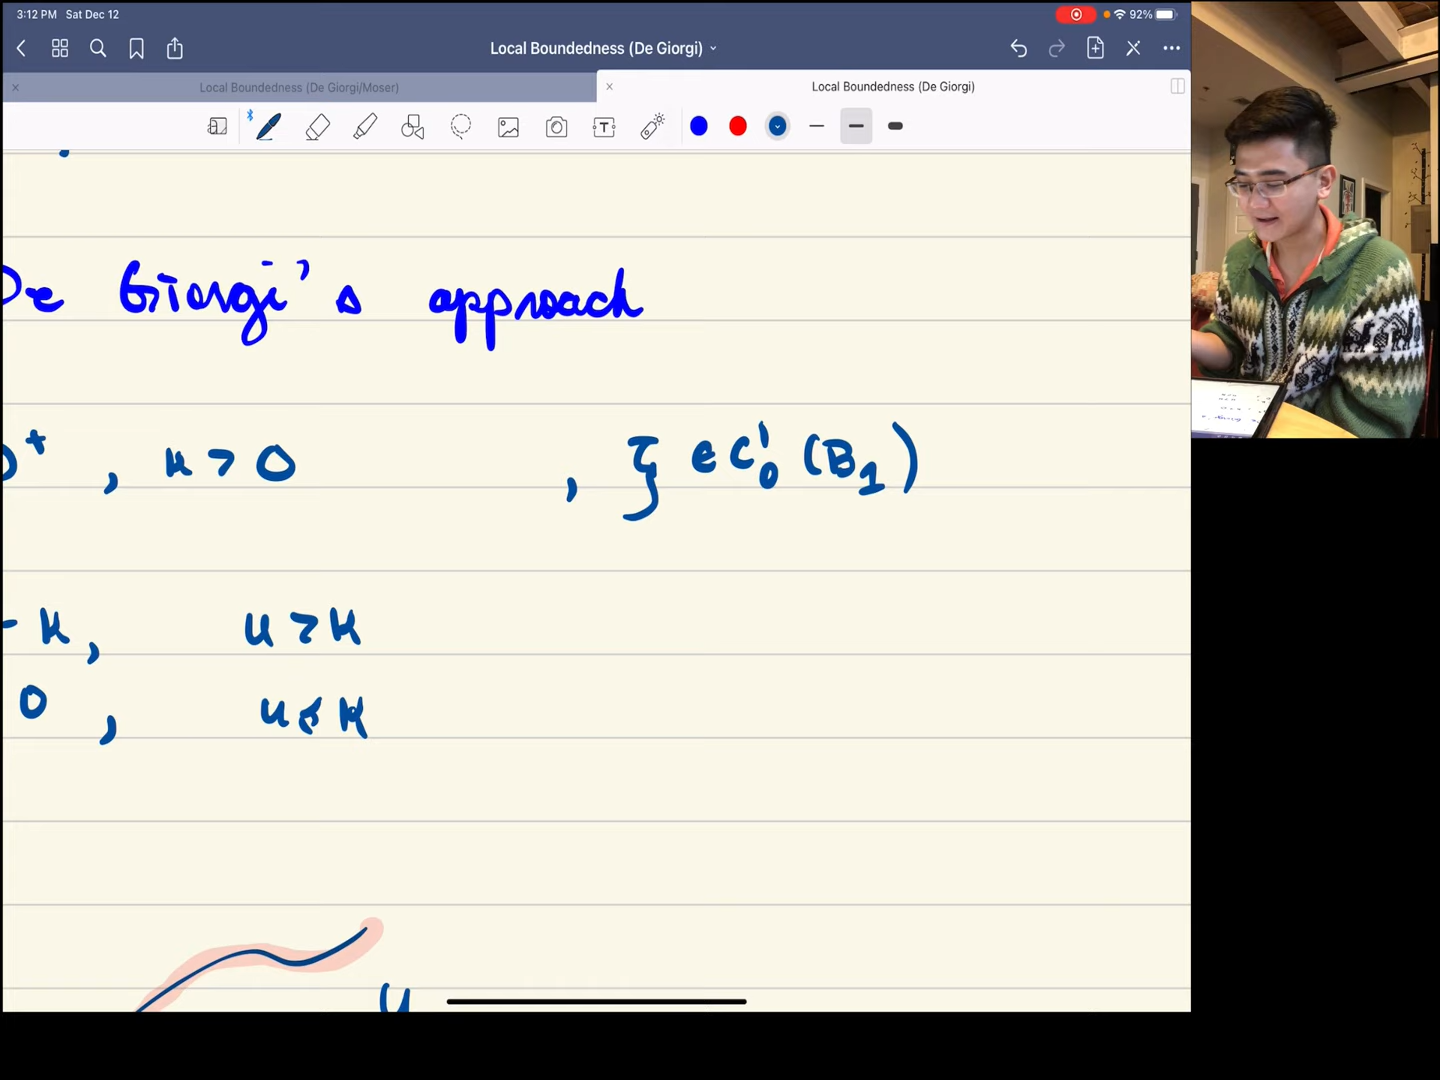 3:12 PM Sat Dec 12
92%
Local Boundedness (De Giorgi)
Local Boundedness (De Giorgi/Moser)
Local Boundedness (De Giorgi)
De Giorgi's approach
)⁺, k > 0, ξ ∈ C¹₀(B₁)
- k, u > k
0, u ≤ k
u